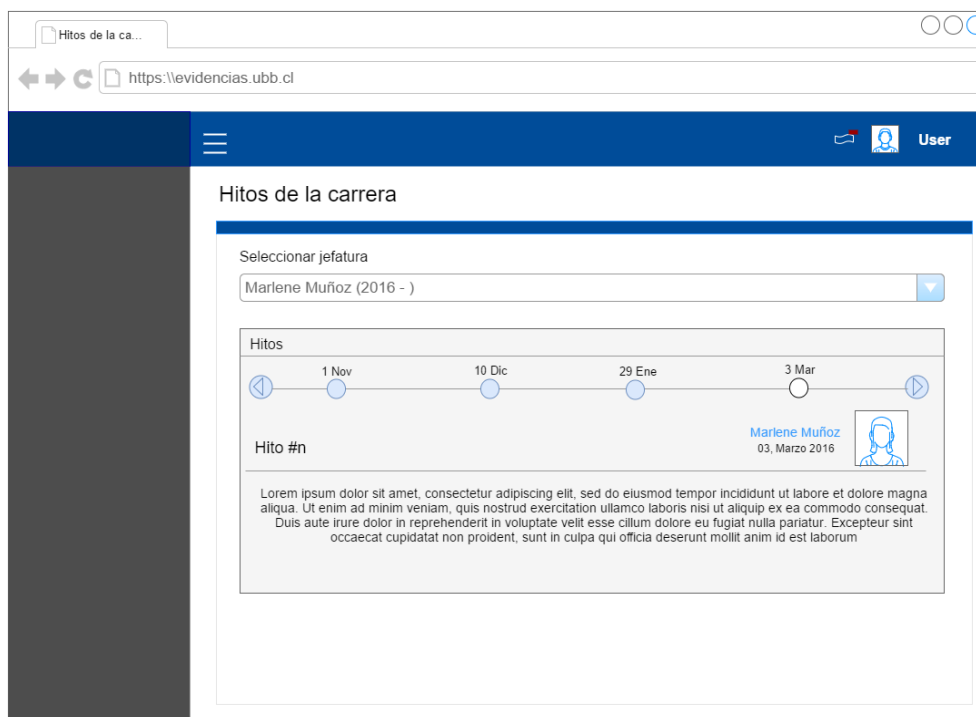 Hitos de la ca...
https:\\evidencias.ubb.cl
User
Hitos de la carrera
Seleccionar jefatura
Marlene Muñoz (2016 - )
Hitos
1 Nov
10 Dic
29 Ene
3 Mar
Hito #n
Marlene Muñoz
03, Marzo 2016
Lorem ipsum dolor sit amet, consectetur adipiscing elit, sed do eiusmod tempor incididunt ut labore et dolore magna
aliqua. Ut enim ad minim veniam, quis nostrud exercitation ullamco laboris nisi ut aliquip ex ea commodo consequat.
Duis aute irure dolor in reprehenderit in voluptate velit esse cillum dolore eu fugiat nulla pariatur. Excepteur sint
occaecat cupidatat non proident, sunt in culpa qui officia deserunt mollit anim id est laborum